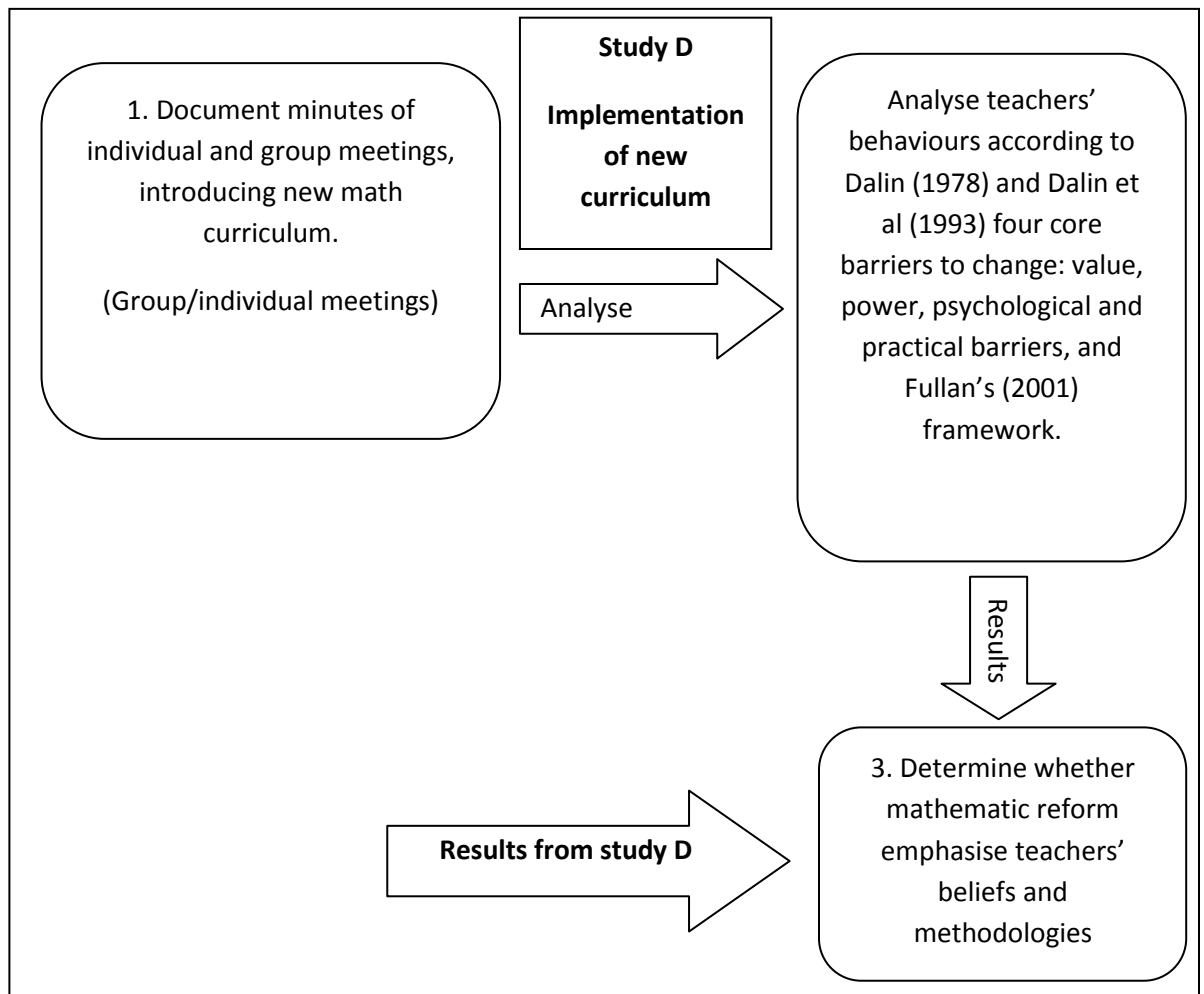 1. Document minutes of
individual and group meetings,
introducing new math
curriculum.
(Group/individual meetings)
Study D
Implementation
of new
curriculum
Analyse
Analyse teachers’
behaviours according to
Dalin (1978) and Dalin et
al (1993) four core
barriers to change: value,
power, psychological and
practical barriers, and
Fullan’s (2001)
framework.
Results
Results from study D
3. Determine whether
mathematic reform
emphasise teachers’
beliefs and
methodologies